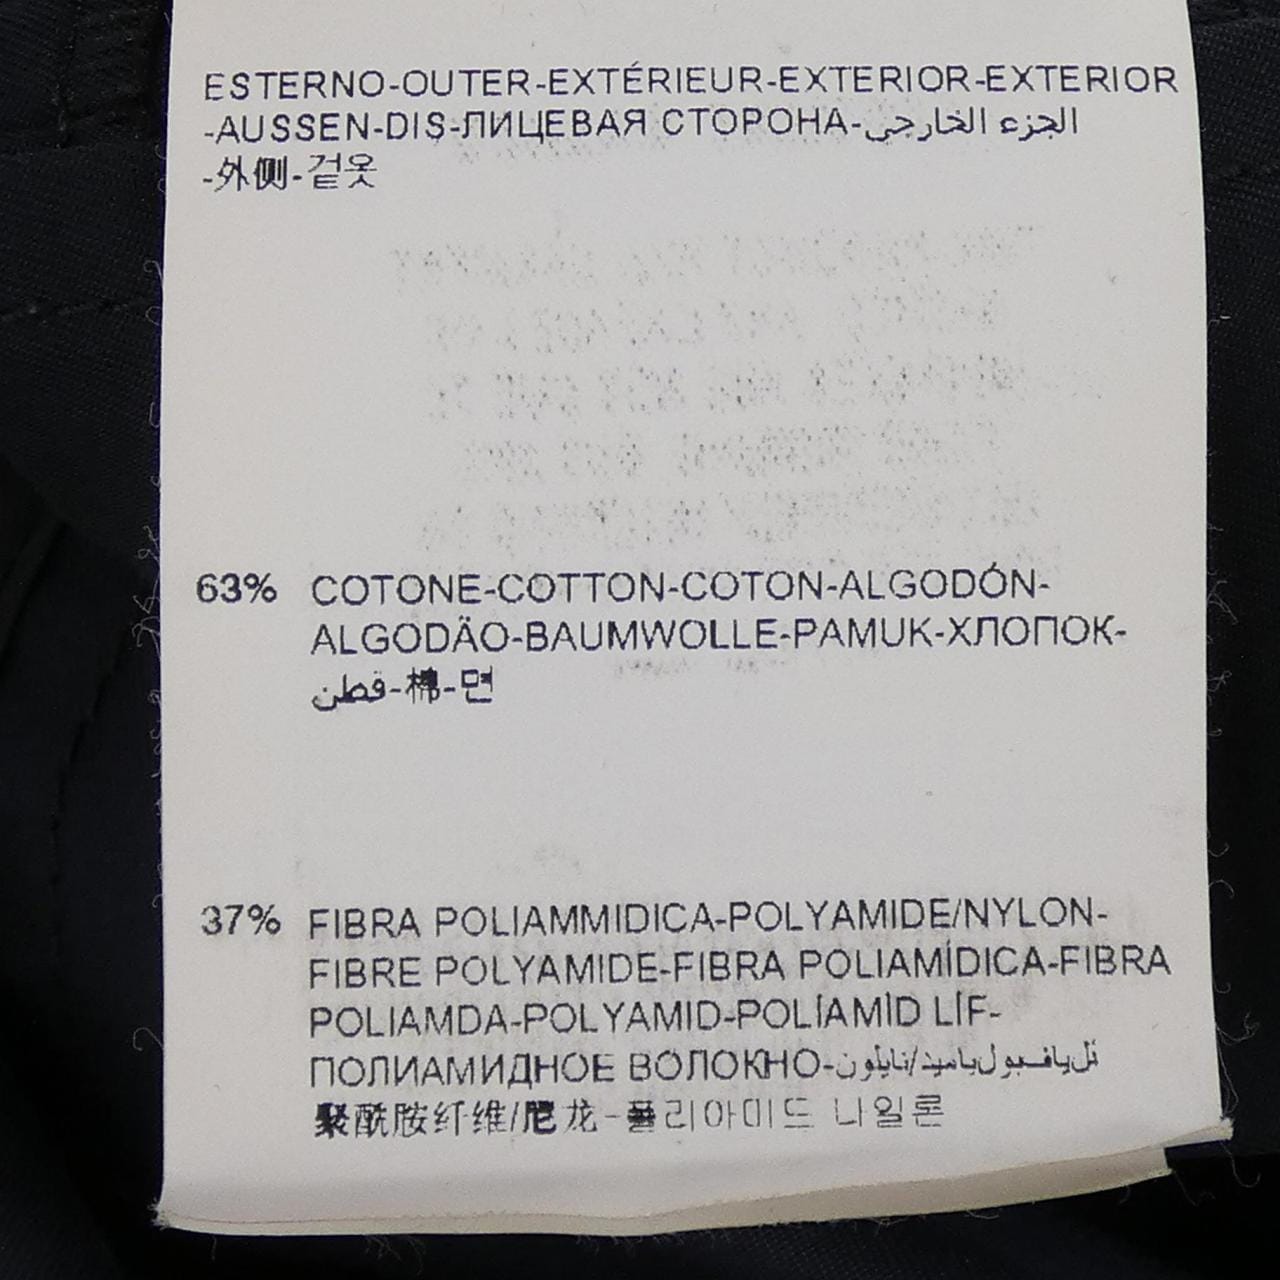 ESTERNO-OUTER-EXTÉRIEUR-EXTERIOR-EXTERIOR
-AUSSEN-DIŞ-ЛИЦЕВАЯ СТОРОНА-الجزء الخارجي
-外侧-겉옷
63% COTONE-COTTON-COTON-ALGODÓN-
ALGODÃO-BAUMWOLLE-PAMUK-ХЛОПОК-
قطن-棉-면
37% FIBRA POLIAMMIDICA-POLYAMIDE/NYLON-
FIBRE POLYAMIDE-FIBRA POLIAMÍDICA-FIBRA
POLIAMDA-POLYAMID-POLİAMİD LİF-
ПОЛИАМИДНОЕ ВОЛОКНО-نايلون/
聚酰胺纤维/尼龙-폴리아미드 나일론